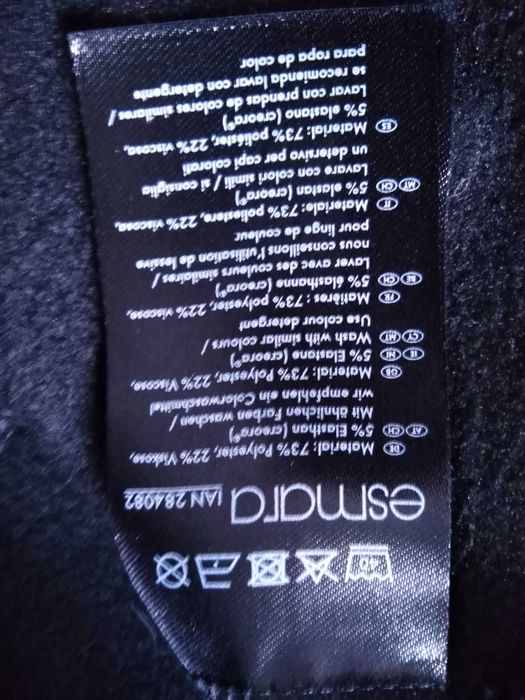 40
esmara IAN 284082
DE AT CH Material: 73% Polyester, 22% Viskose,
5% Elasthan (creora®)
Mit ähnlichen Farben waschen /
wir empfehlen ein Colorwaschmittel
GB IE NI CY MT Material: 73% Polyester, 22% Viscose,
5% Elastane (creora®)
Wash with similar colours /
Use colour detergent
FR BE CH Matières: 73% polyester, 22% viscose,
5% élasthanne (creora®)
Laver avec des couleurs similaires /
nous conseillons l'utilisation de lessive
pour linge de couleur
IT MT CH Materiale: 73% poliestere, 22% viscosa,
5% elastan (creora®)
Lavare con colori simili / si consiglia
un detersivo per capi colorati
ES Material: 73% poliéster, 22% viscosa,
5% elastano (creora®)
Lavar con prendas de colores similares /
se recomienda lavar con detergente
para ropa de color